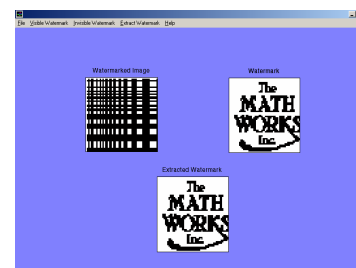 File Visible Watermark Invisible Watermark Extract Watermark Help
Watermarked Image
Watermark
The
MATH
WORKS
Inc.
Extracted Watermark
The
MATH
WORKS
Inc.